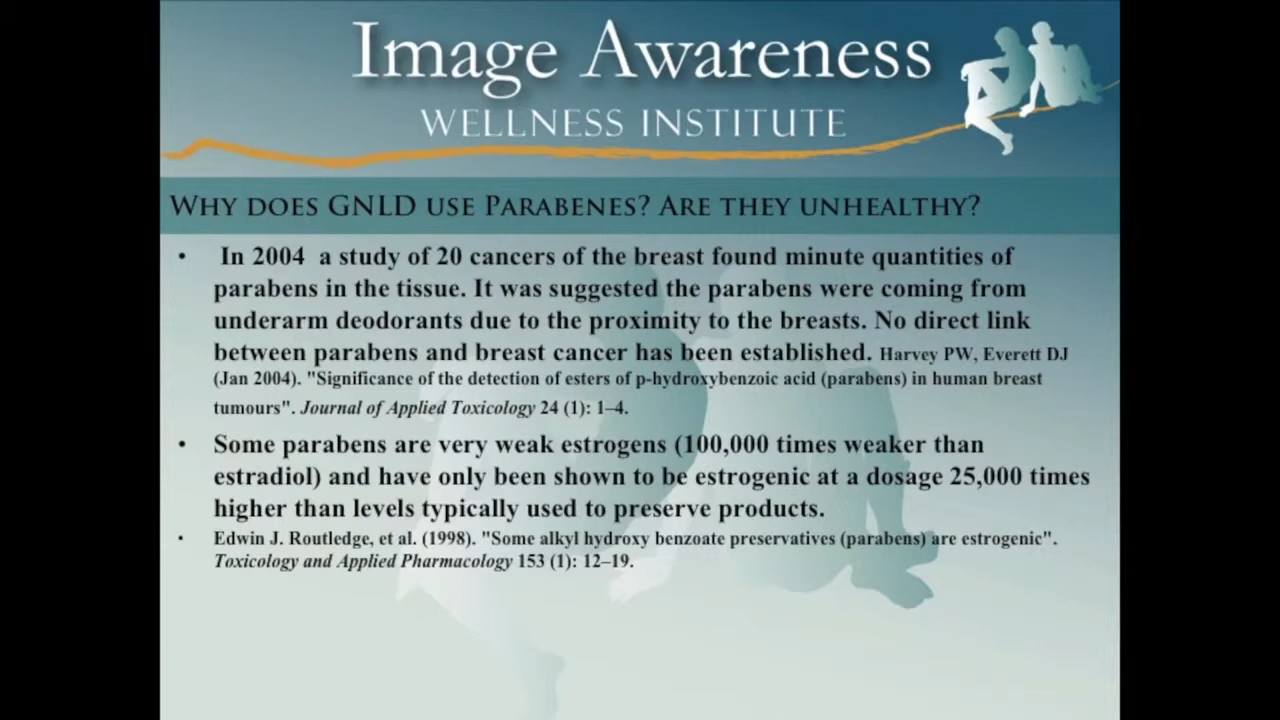 Image Awareness
WELLNESS INSTITUTE
WHY DOES GNLD USE PARABENES? ARE THEY UNHEALTHY?
• In 2004 a study of 20 cancers of the breast found minute quantities of
parabens in the tissue. It was suggested the parabens were coming from
underarm deodorants due to the proximity to the breasts. No direct link
between parabens and breast cancer has been established. Harvey PW, Everett DJ
(Jan 2004). "Significance of the detection of esters of p-hydroxybenzoic acid (parabens) in human breast
tumours". Journal of Applied Toxicology 24 (1): 1–4.
• Some parabens are very weak estrogens (100,000 times weaker than
estradiol) and have only been shown to be estrogenic at a dosage 25,000 times
higher than levels typically used to preserve products.
• Edwin J. Routledge, et al. (1998). "Some alkyl hydroxy benzoate preservatives (parabens) are estrogenic".
Toxicology and Applied Pharmacology 153 (1): 12–19.